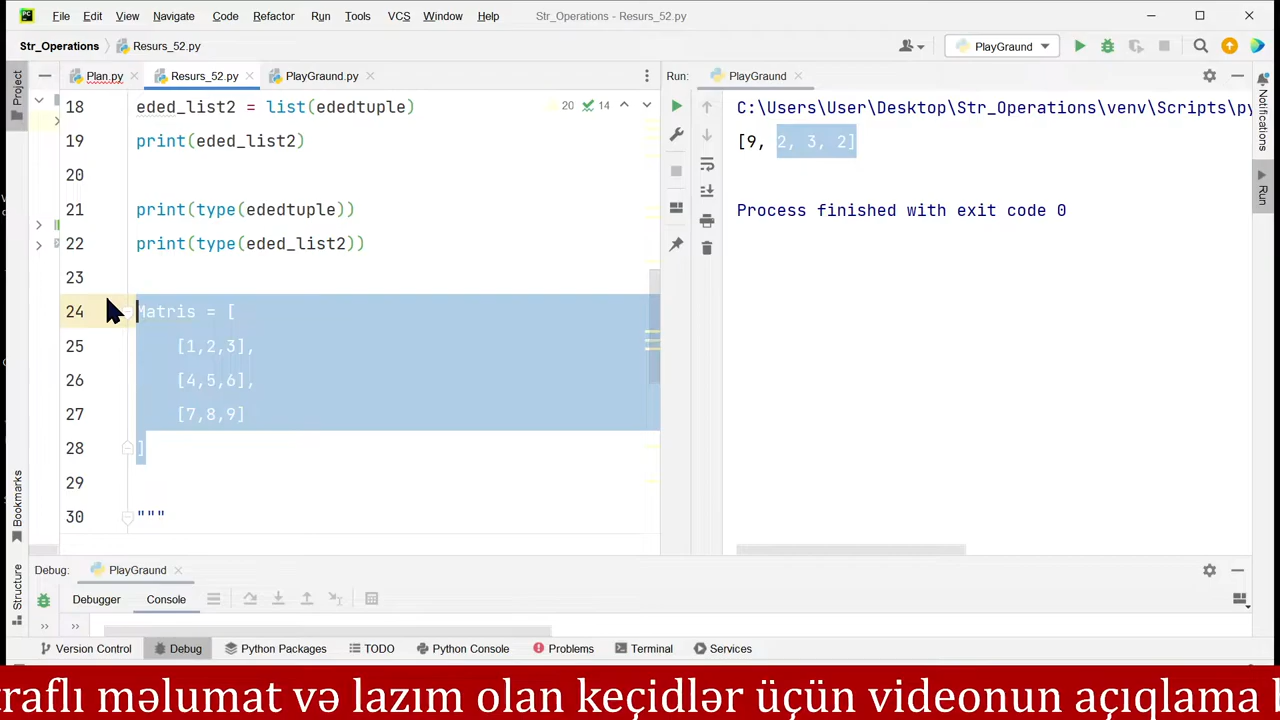 File Edit View Navigate Code Refactor Run Tools VCS Window Help Str_Operations - Resurs_52.py
Str_Operations Resurs_52.py PlayGraund
Plan.py Resurs_52.py PlayGraund.py
Run: PlayGraund
Project
Bookmarks
Structure
Notifications
Run
20 14
18 eded_list2 = list(ededtuple)
19 print(eded_list2)
20
21 print(type(ededtuple))
22 print(type(eded_list2))
23
24 Matris = [
25 [1,2,3],
26 [4,5,6],
27 [7,8,9]
28 ]
29
30 """
C:\Users\User\Desktop\Str_Operations\venv\Scripts\py
[9, 2, 3, 2]
Process finished with exit code 0
Debug: PlayGraund
Debugger Console
Version Control Debug Python Packages TODO Python Console Problems Terminal Services
traflı məlumat və lazım olan keçidlər üçün videonun açıqlama